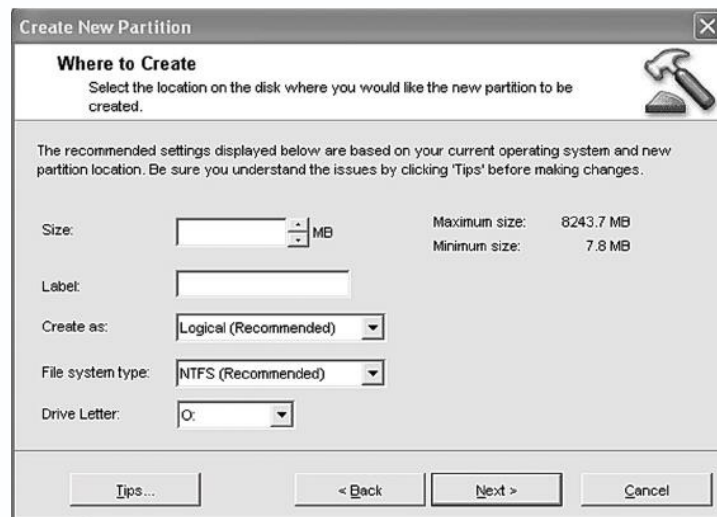 Create New Partition
Where to Create
Select the location on the disk where you would like the new partition to be
created.
The recommended settings displayed below are based on your current operating system and new
partition location. Be sure you understand the issues by clicking 'Tips' before making changes.
Size:
MB
Maximum size: 8243.7 MB
Minimum size: 7.8 MB
Label:
Create as: Logical (Recommended)
File system type: NTFS (Recommended)
Drive Letter: O:
Tips... < Back Next > Cancel